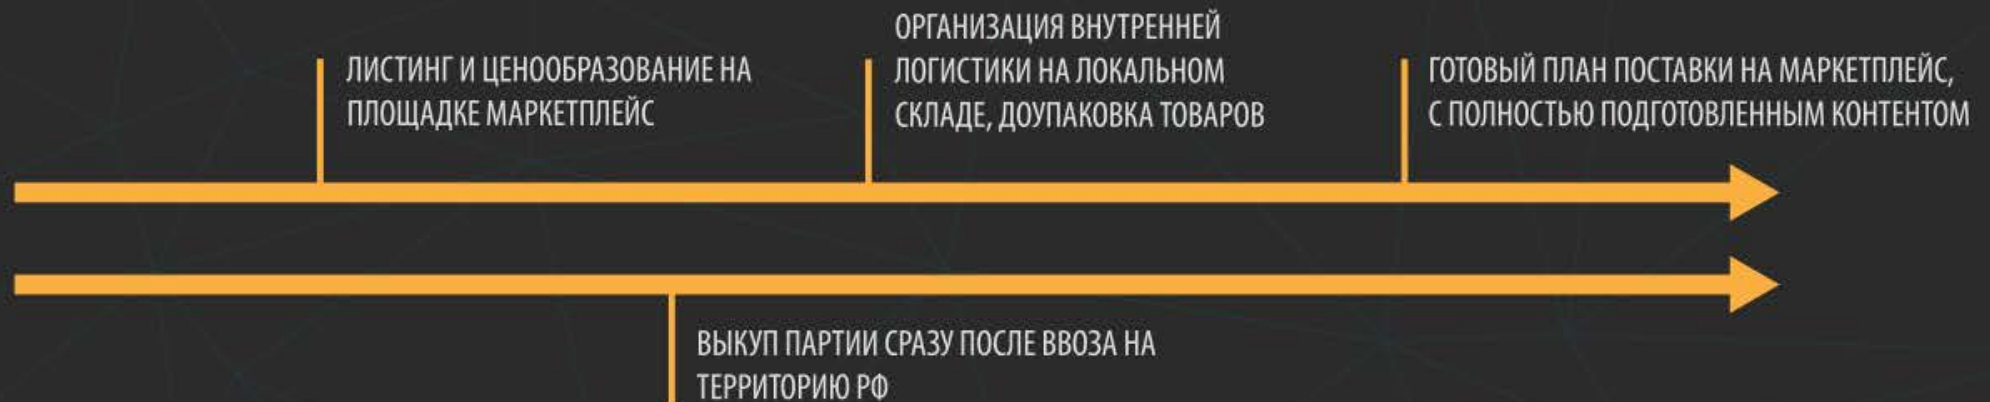 ЛИСТИНГ И ЦЕНООБРАЗОВАНИЕ НА
ПЛОЩАДКЕ МАРКЕТПЛЕЙС
ОРГАНИЗАЦИЯ ВНУТРЕННЕЙ
ЛОГИСТИКИ НА ЛОКАЛЬНОМ
СКЛАДЕ, ДОУПАКОВКА ТОВАРОВ
ГОТОВЫЙ ПЛАН ПОСТАВКИ НА МАРКЕТПЛЕЙС,
С ПОЛНОСТЬЮ ПОДГОТОВЛЕННЫМ КОНТЕНТОМ
ВЫКУП ПАРТИИ СРАЗУ ПОСЛЕ ВВОЗА НА
ТЕРРИТОРИЮ РФ